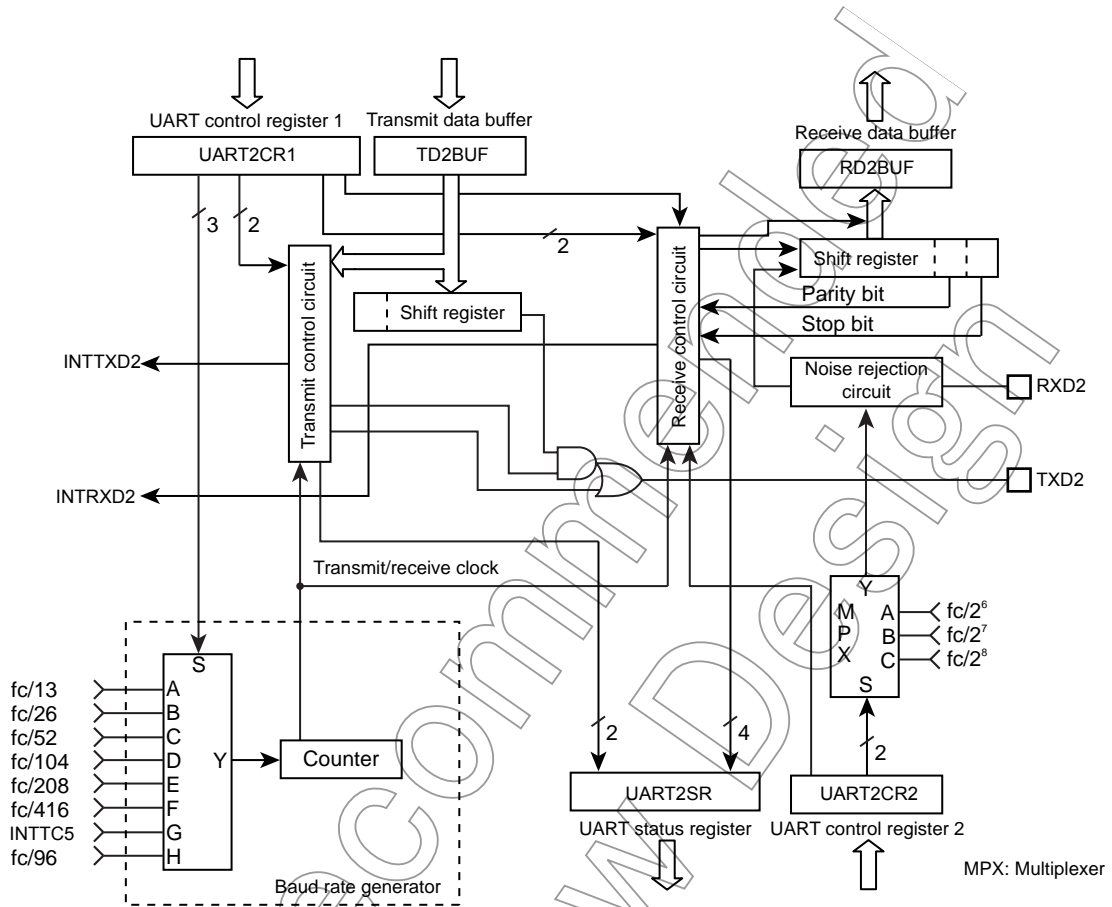 UART control register 1
Transmit data buffer
Receive data buffer
UART2CR1
TD2BUF
RD2BUF
3
2
2
Transmit control circuit
Receive control circuit
Shift register
Shift register
Parity bit
Stop bit
Noise rejection
circuit
INTTXD2
RXD2
INTRXD2
TXD2
Transmit/receive clock
S
fc/13 A
fc/26 B
fc/52 C
fc/104 D
fc/208 E
fc/416 F
INTTC5 G
fc/96 H
Y
Counter
Baud rate generator
Y
M P X
A fc/2⁶
B fc/2⁷
C fc/2⁸
S
2
4
2
UART2SR
UART2CR2
UART status register
UART control register 2
MPX: Multiplexer
ecommended
w Design